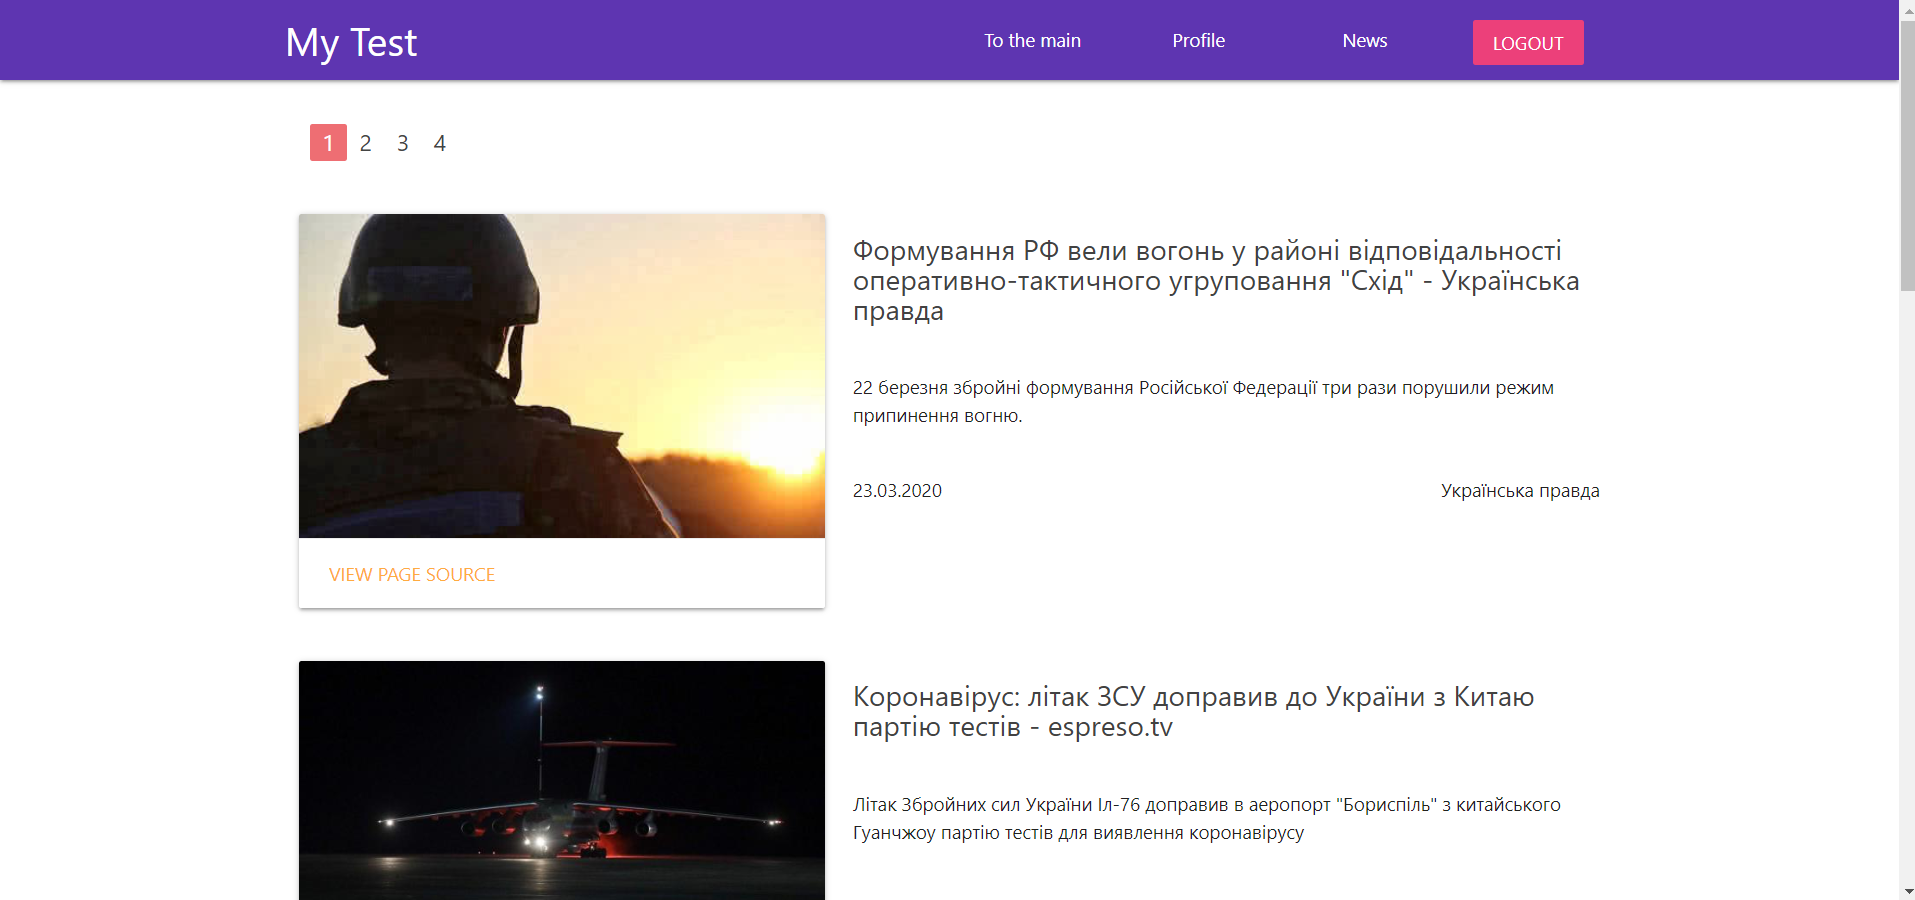 My Test
To the main
Profile
News
LOGOUT
1 2 3 4
Формування РФ вели вогонь у районі відповідальності
оперативно-тактичного угруповання "Схід" - Українська
правда
22 березня збройні формування Російської Федерації три рази порушили режим
припинення вогню.
23.03.2020
Українська правда
VIEW PAGE SOURCE
Коронавірус: літак ЗСУ доправив до України з Китаю
партію тестів - espreso.tv
Літак Збройних сил України Іл-76 доправив в аеропорт "Бориспіль" з китайського
Гуанчжоу партію тестів для виявлення коронавірусу